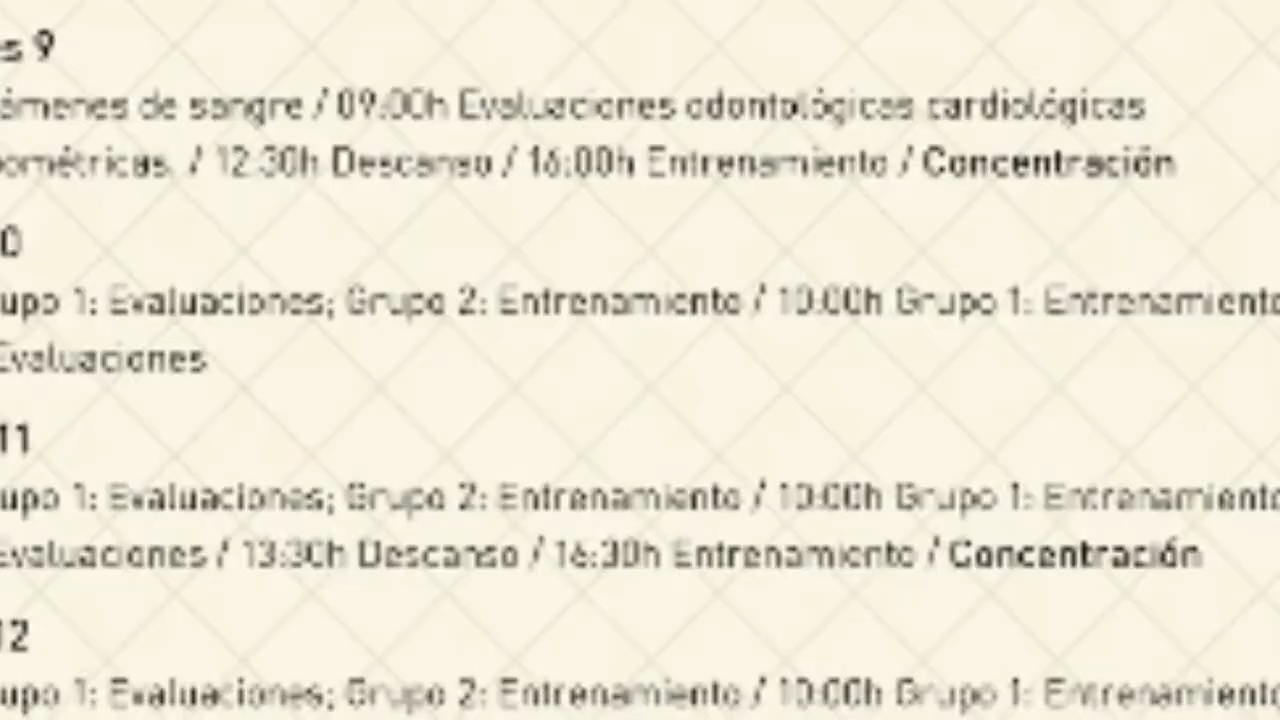 s 9
ámenes de sangre / 09:00h Evaluaciones odontológicas cardiológicas
ométricas. / 12:30h Descanso / 16:00h Entrenamiento / Concentración
0
upo 1: Evaluaciones; Grupo 2: Entrenamiento / 10:00h Grupo 1: Entrenamiento
Evaluaciones
11
upo 1: Evaluaciones; Grupo 2: Entrenamiento / 10:00h Grupo 1: Entrenamiento
Evaluaciones / 13:30h Descanso / 16:30h Entrenamiento / Concentración
12
upo 1: Evaluaciones; Grupo 2: Entrenamiento / 10:00h Grupo 1: Entrenamiento